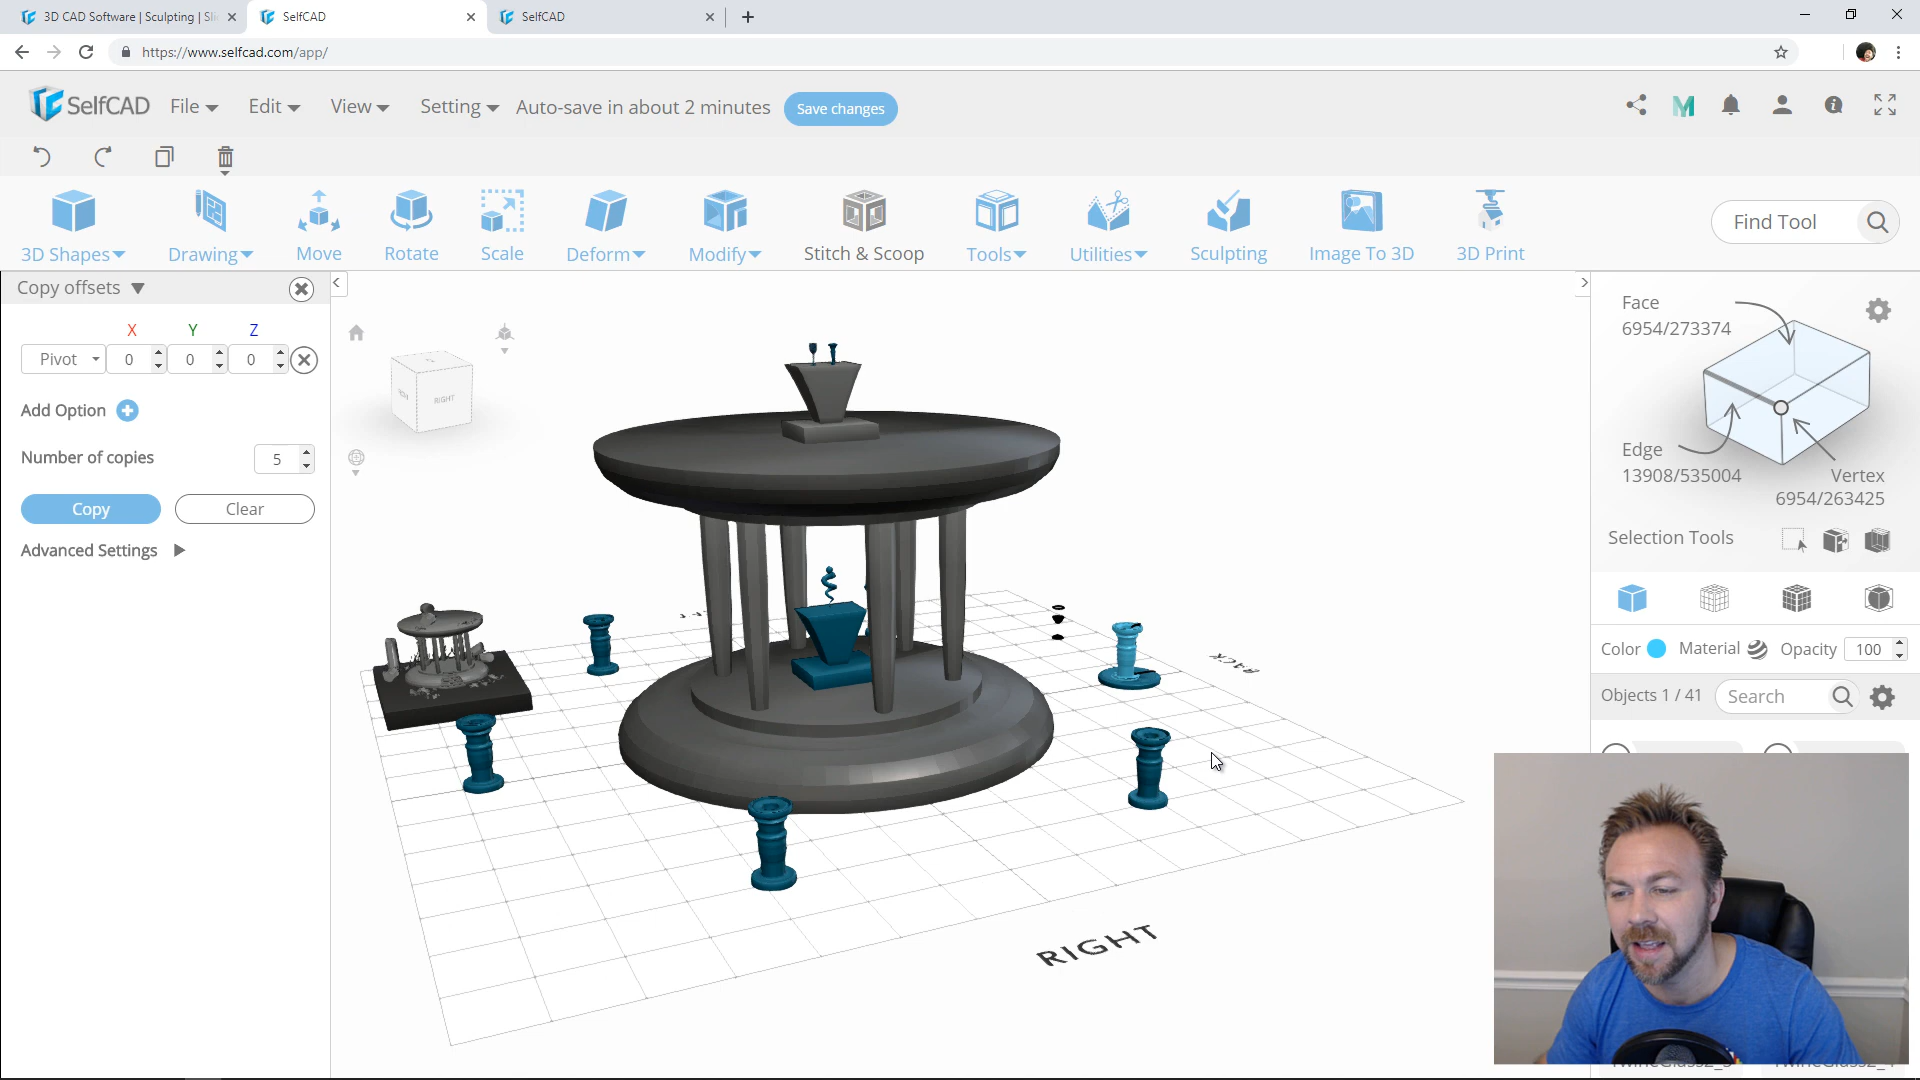 3D CAD Software | Sculpting | Sli
SelfCAD
SelfCAD
https://www.selfcad.com/app/
SelfCAD
File
Edit
View
Setting
Auto-save in about 2 minutes
Save changes
3D Shapes
Drawing
Move
Rotate
Scale
Deform
Modify
Stitch & Scoop
Tools
Utilities
Sculpting
Image To 3D
3D Print
Find Tool
Copy offsets
X Y Z
Pivot 0 0 0
Add Option
Number of copies 5
Copy
Clear
Advanced Settings
RIGHT
BACK
RIGHT
Face
6954/273374
Edge
13908/535004
Vertex
6954/263425
Selection Tools
Color
Material
Opacity 100
Objects 1 / 41
Search